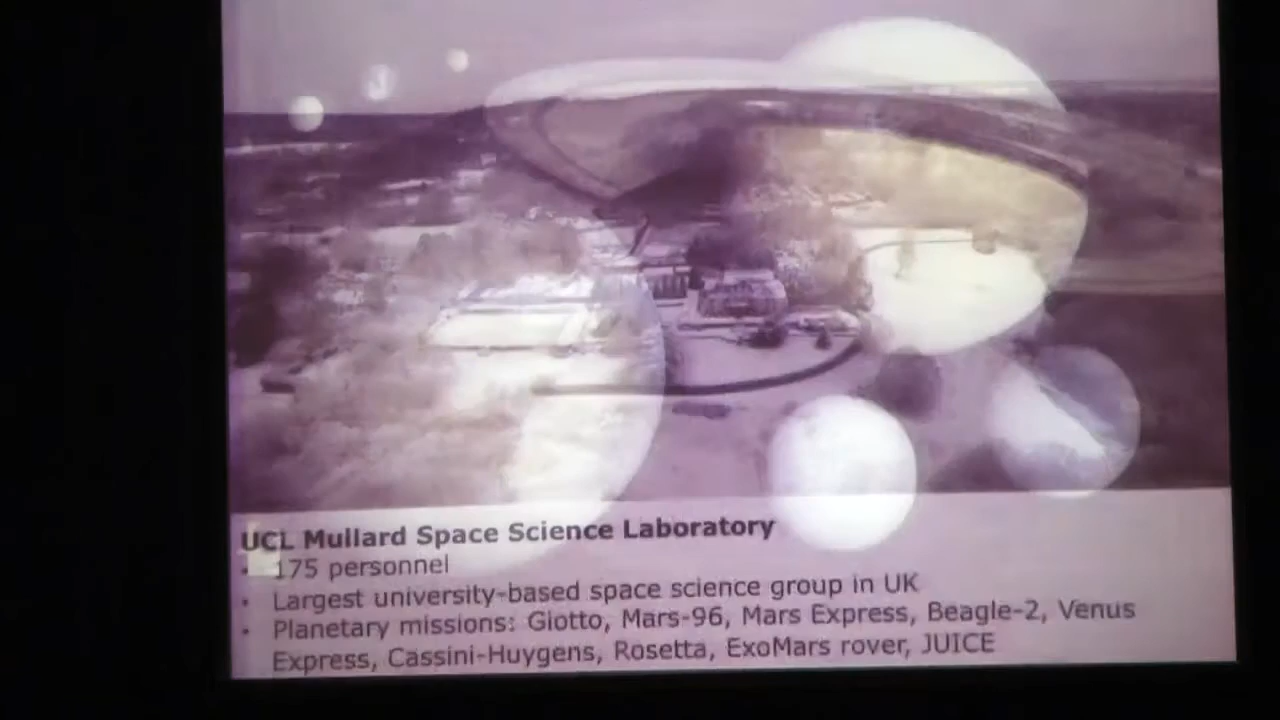 UCL Mullard Space Science Laboratory
• 175 personnel
• Largest university-based space science group in UK
• Planetary missions: Giotto, Mars-96, Mars Express, Beagle-2, Venus
Express, Cassini-Huygens, Rosetta, ExoMars rover, JUICE